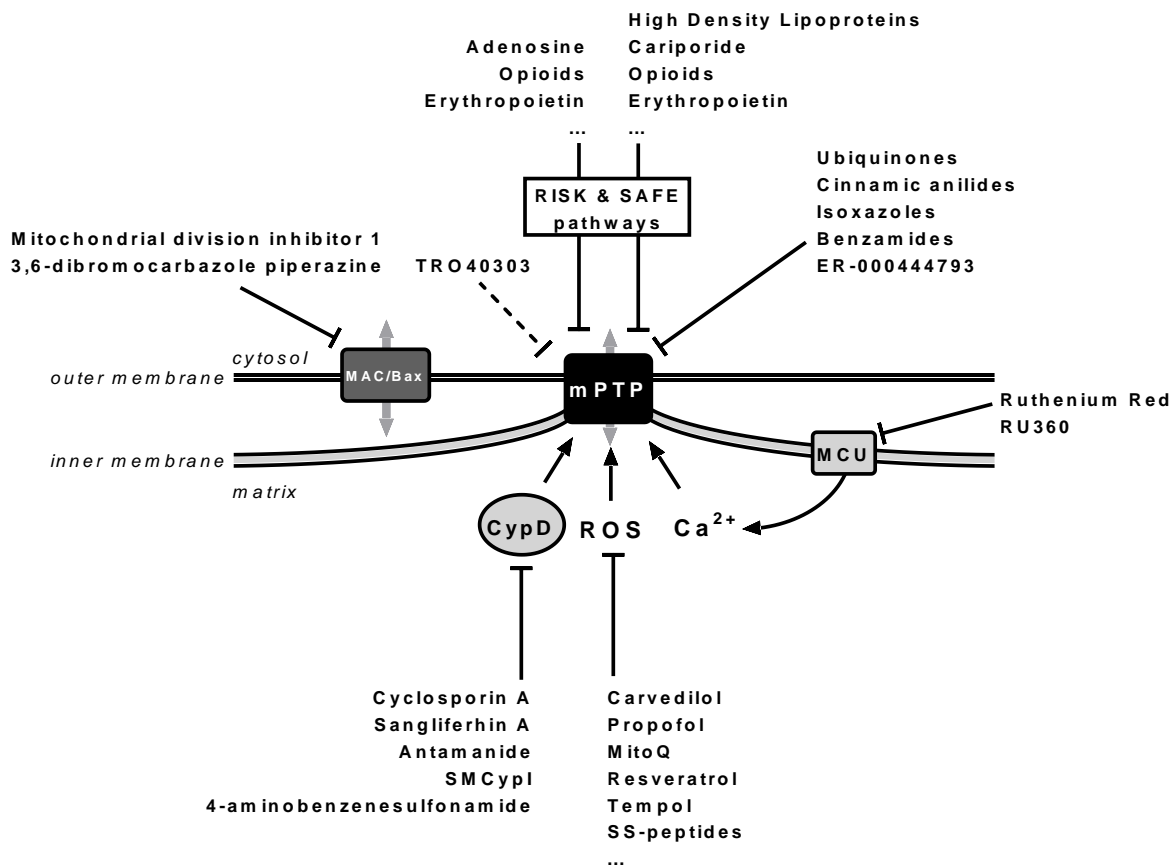 High Density Lipoproteins
Adenosine
Opioids
Erythropoietin
...
Cariporide
Opioids
Erythropoietin
...
Ubiquinones
Cinnamic anilides
Isoxazoles
Benzamides
ER-000444793
RISK & SAFE
pathways
Mitochondrial division inhibitor 1
3,6-dibromocarbazole piperazine
TRO40303
cytosol
outer membrane
MAC/Bax
mPTP
Ruthenium Red
RU360
inner membrane
MCU
matrix
CypD
ROS
Ca²⁺
Cyclosporin A
Sangliferhin A
Antamanide
SMCypI
4-aminobenzenesulfonamide
Carvedilol
Propofol
MitoQ
Resveratrol
Tempol
SS-peptides
...